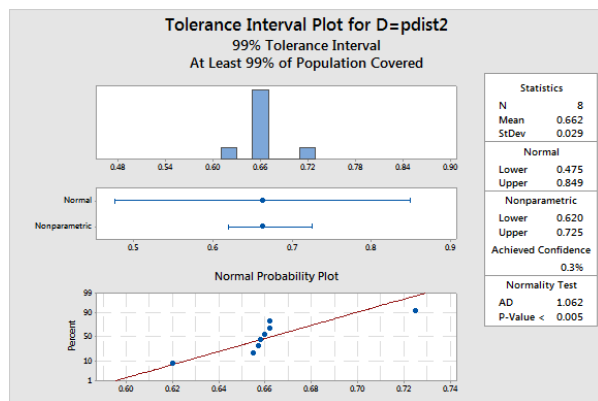 Tolerance Interval Plot for D=pdist2
99% Tolerance Interval
At Least 99% of Population Covered
0.48 0.54 0.60 0.66 0.72 0.78 0.84 0.90
Normal
Nonparametric
0.5 0.6 0.7 0.8 0.9
Normal Probability Plot
Percent
99
90
50
10
1
0.60 0.62 0.64 0.66 0.68 0.70 0.72 0.74
Statistics
N 8
Mean 0.662
StDev 0.029
Normal
Lower 0.475
Upper 0.849
Nonparametric
Lower 0.620
Upper 0.725
Achieved Confidence
0.3%
Normality Test
AD 1.062
P-Value < 0.005